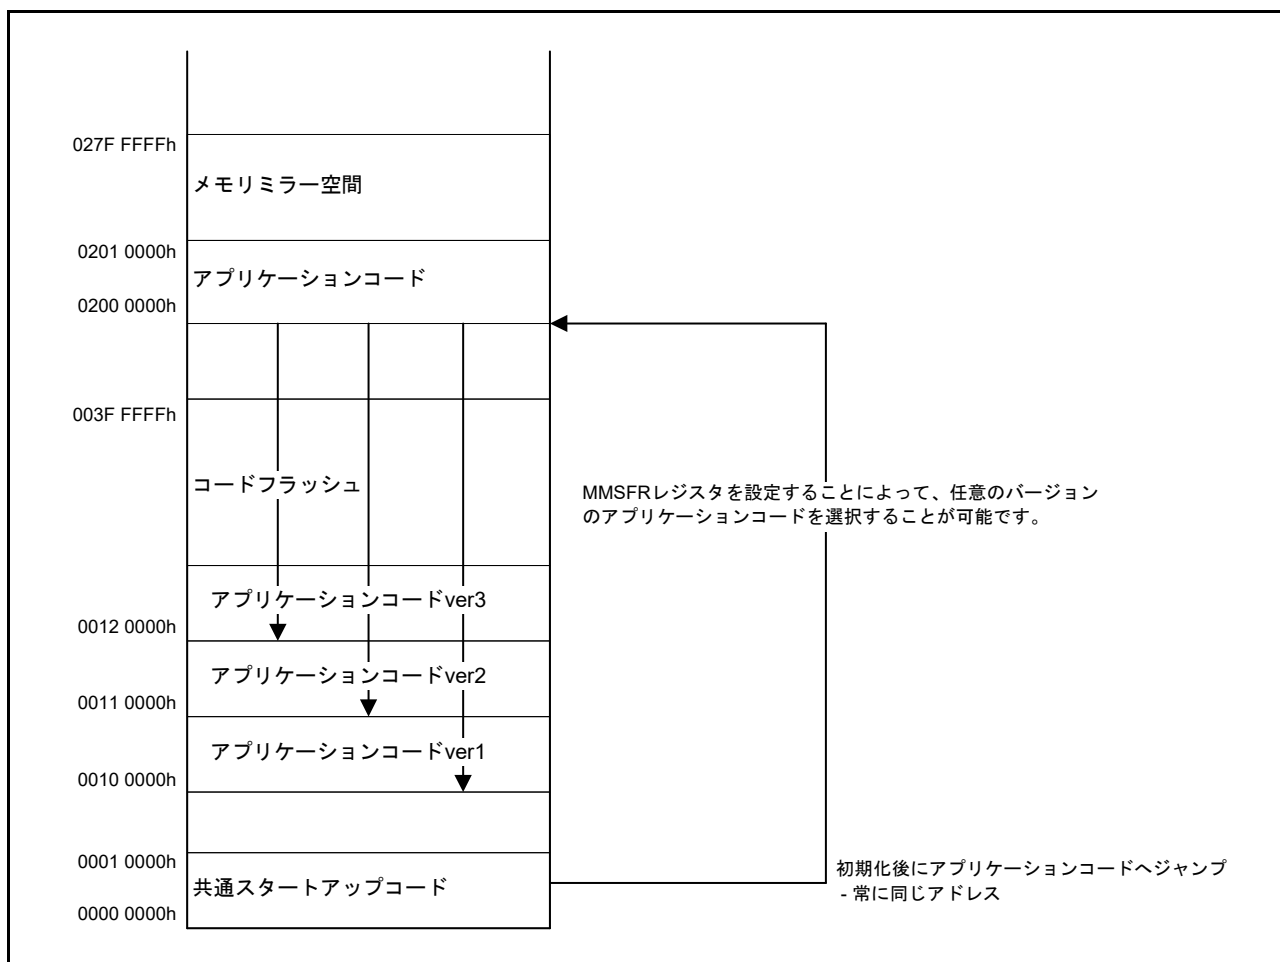 027F FFFFh
メモリミラー空間
0201 0000h
アプリケーションコード
0200 0000h
003F FFFFh
コードフラッシュ
MMSFRレジスタを設定することによって、任意のバージョン
のアプリケーションコードを選択することが可能です。
アプリケーションコードver3
0012 0000h
アプリケーションコードver2
0011 0000h
アプリケーションコードver1
0010 0000h
0001 0000h
共通スタートアップコード
0000 0000h
初期化後にアプリケーションコードへジャンプ
- 常に同じアドレス